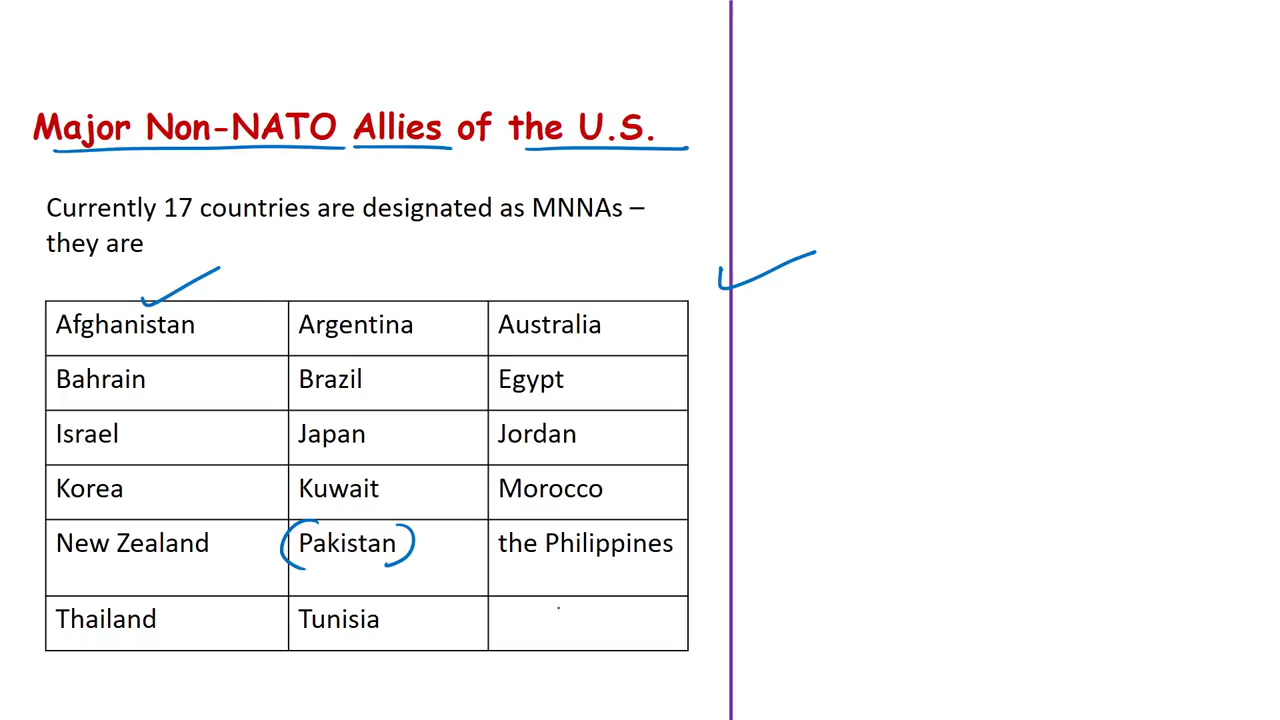 Major Non-NATO Allies of the U.S.
Currently 17 countries are designated as MNNAs –
they are
Afghanistan Argentina Australia
Bahrain Brazil Egypt
Israel Japan Jordan
Korea Kuwait Morocco
New Zealand Pakistan the Philippines
Thailand Tunisia